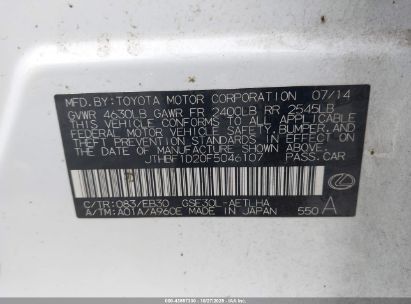 MFD.BY:TOYOTA MOTOR CORPORATION 07/14
GVWR 4630LB GAWR FR 2400LB RR 2545LB
THIS VEHICLE CONFORMS TO ALL APPLICABLE
FEDERAL MOTOR VEHICLE SAFETY,BUMPER,AND
THEFT PREVENTION STANDARDS IN EFFECT ON THE DATE
OF MANUFACTURE SHOWN ABOVE.
JTHBF1D20F5046107 PASS.CAR
C/TR:083/EB30 GSE30L-AETLHA
A/TM:A01A/A960E MADE IN JAPAN 550 A